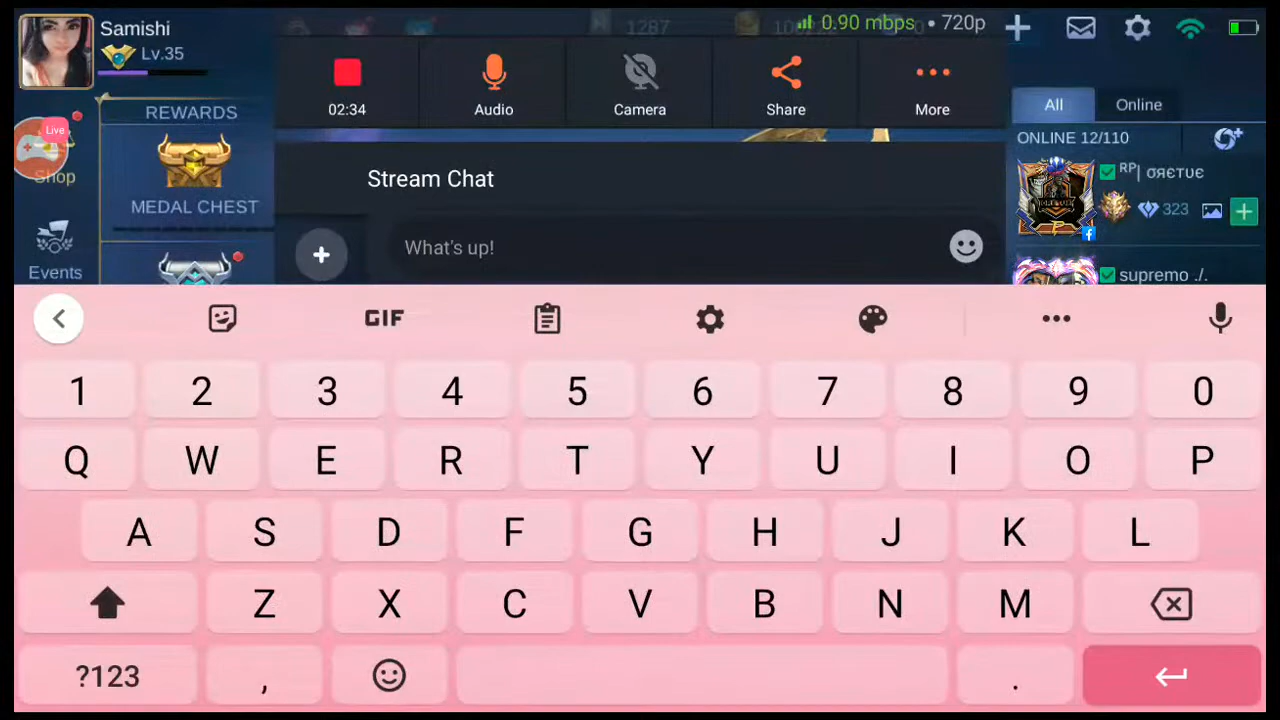 Samishi
Lv.35
1287
0.90 mbps • 720p
REWARDS
MEDAL CHEST
Live
Shop
Events
02:34
Audio
Camera
Share
More
Stream Chat
What's up!
All
Online
ONLINE 12/110
RP| σяєтυє
323
supremo ./.
GIF
1 2 3 4 5 6 7 8 9 0
Q W E R T Y U I O P
A S D F G H J K L
Z X C V B N M
?123 , .